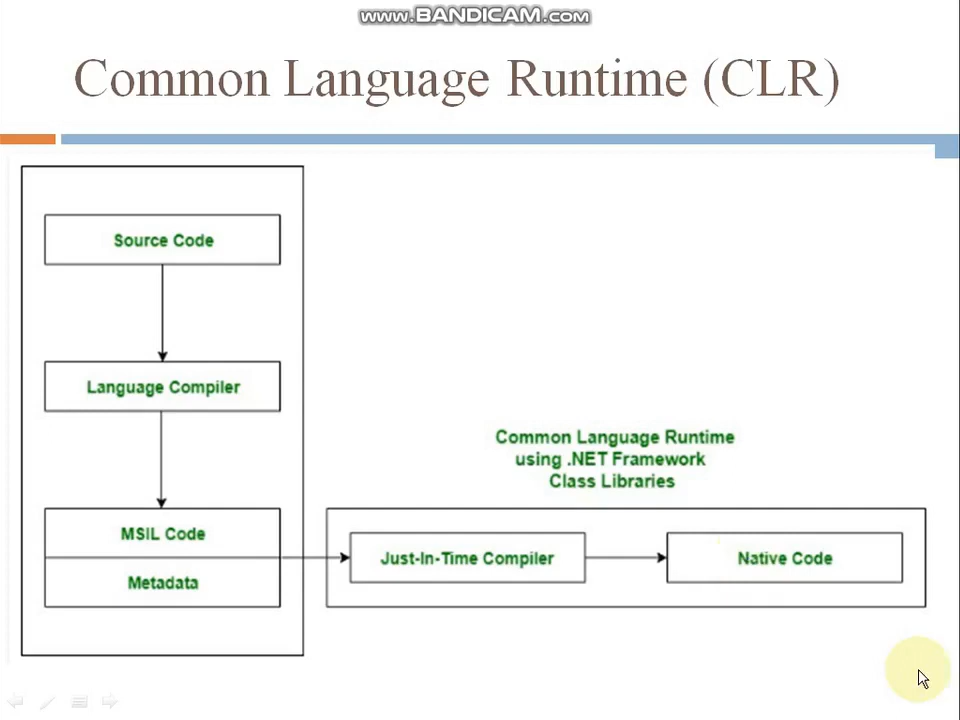 www.BANDICAM.com
Common Language Runtime (CLR)
Source Code
Language Compiler
Common Language Runtime
using .NET Framework
Class Libraries
MSIL Code
Metadata
Just-In-Time Compiler
Native Code